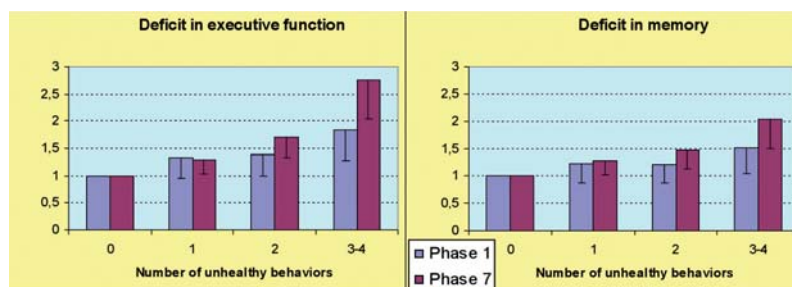 Deficit in executive function
3
2,5
2
1,5
1
0,5
0
0 1 2 3-4
Number of unhealthy behaviors
Deficit in memory
3
2,5
2
1,5
1
0,5
0
0 1 2 3-4
Number of unhealthy behaviors
Phase 1
Phase 7